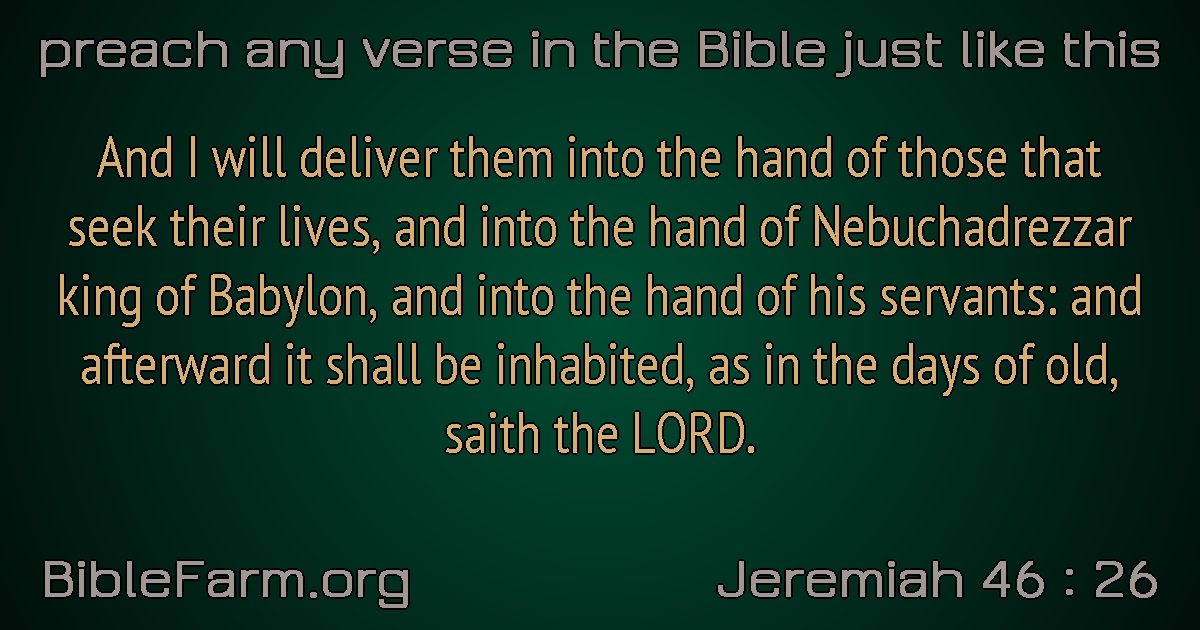 preach any verse in the Bible just like this
And I will deliver them into the hand of those that
seek their lives, and into the hand of Nebuchadrezzar
king of Babylon, and into the hand of his servants: and
afterward it shall be inhabited, as in the days of old,
saith the LORD.
BibleFarm.org
Jeremiah 46 : 26